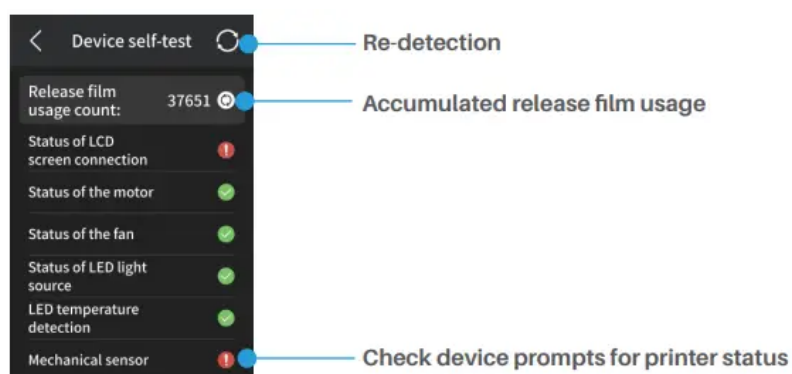 Device self-test
Re-detection
Release film
usage count:
37651
Accumulated release film usage
Status of LCD
screen connection
Status of the motor
Status of the fan
Status of LED light
source
LED temperature
detection
Mechanical sensor
Check device prompts for printer status